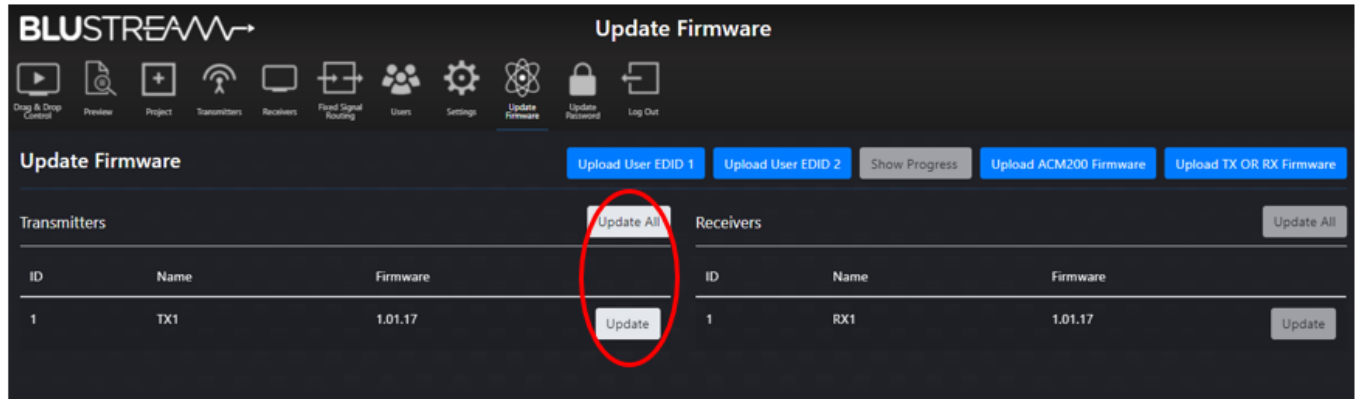 BLUSTREAM
Update Firmware
Drag & Drop Control
Preview
Project
Transmitters
Receivers
Fixed Signal Routing
Users
Settings
Update Firmware
Update Password
Log Out
Update Firmware
Upload User EDID 1
Upload User EDID 2
Show Progress
Upload ACM200 Firmware
Upload TX OR RX Firmware
Transmitters
Update All
ID Name Firmware
1 TX1 1.01.17 Update
Receivers
Update All
ID Name Firmware
1 RX1 1.01.17 Update